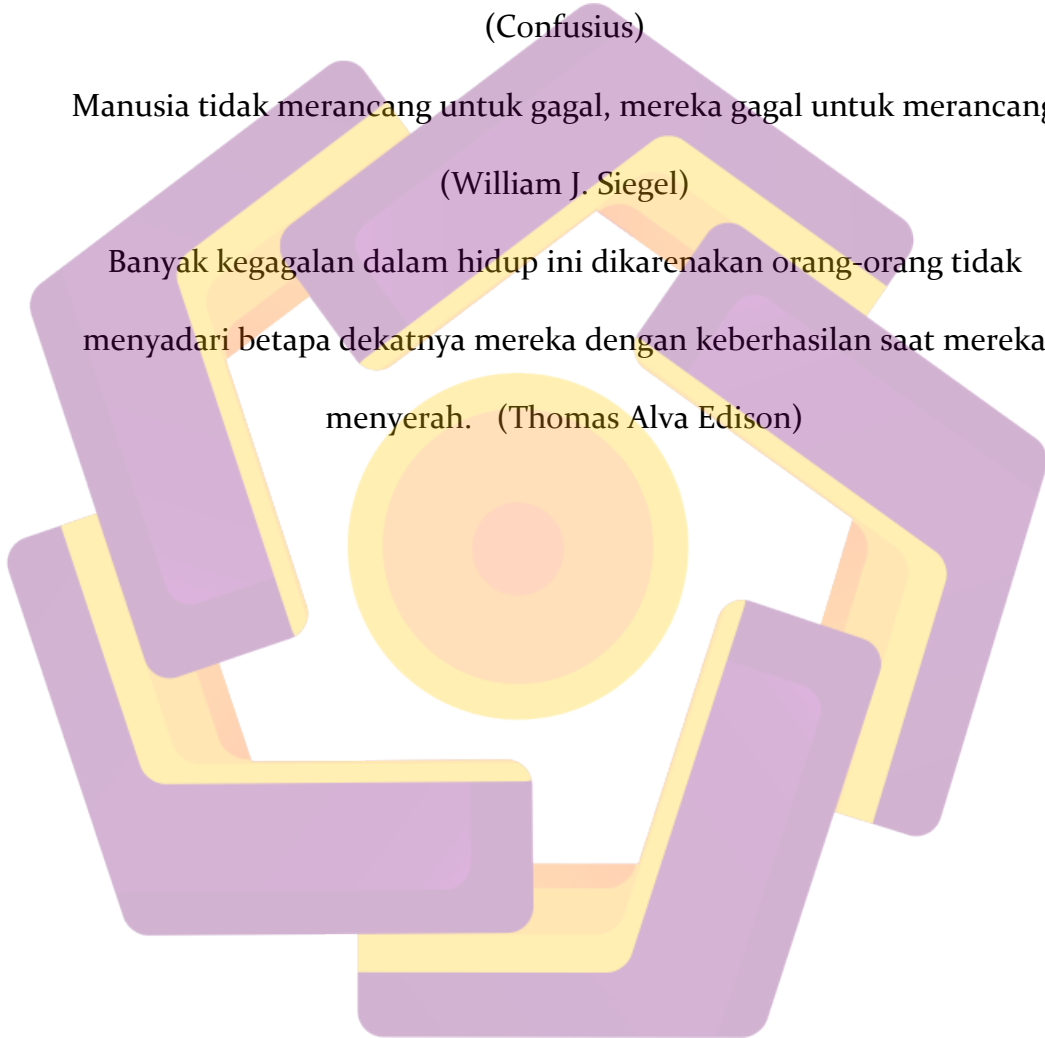 (Confusius)
Manusia tidak merancang untuk gagal, mereka gagal untuk merancang
(William J. Siegel)
Banyak kegagalan dalam hidup ini dikarenakan orang-orang tidak
menyadari betapa dekatnya mereka dengan keberhasilan saat mereka
menyerah. (Thomas Alva Edison)